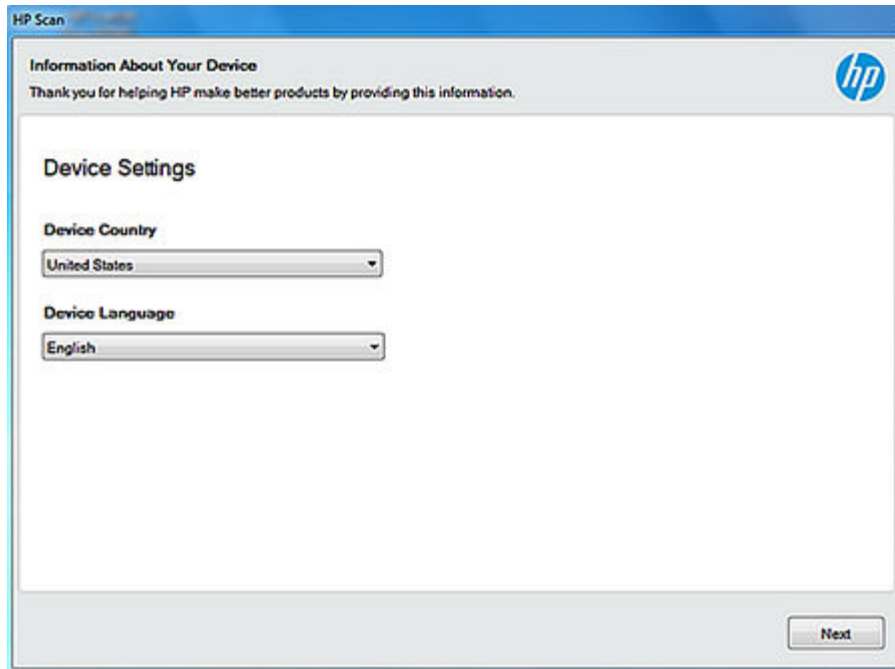 HP Scan
Information About Your Device
Thank you for helping HP make better products by providing this information.
hp
Device Settings
Device Country
United States
Device Language
English
Next